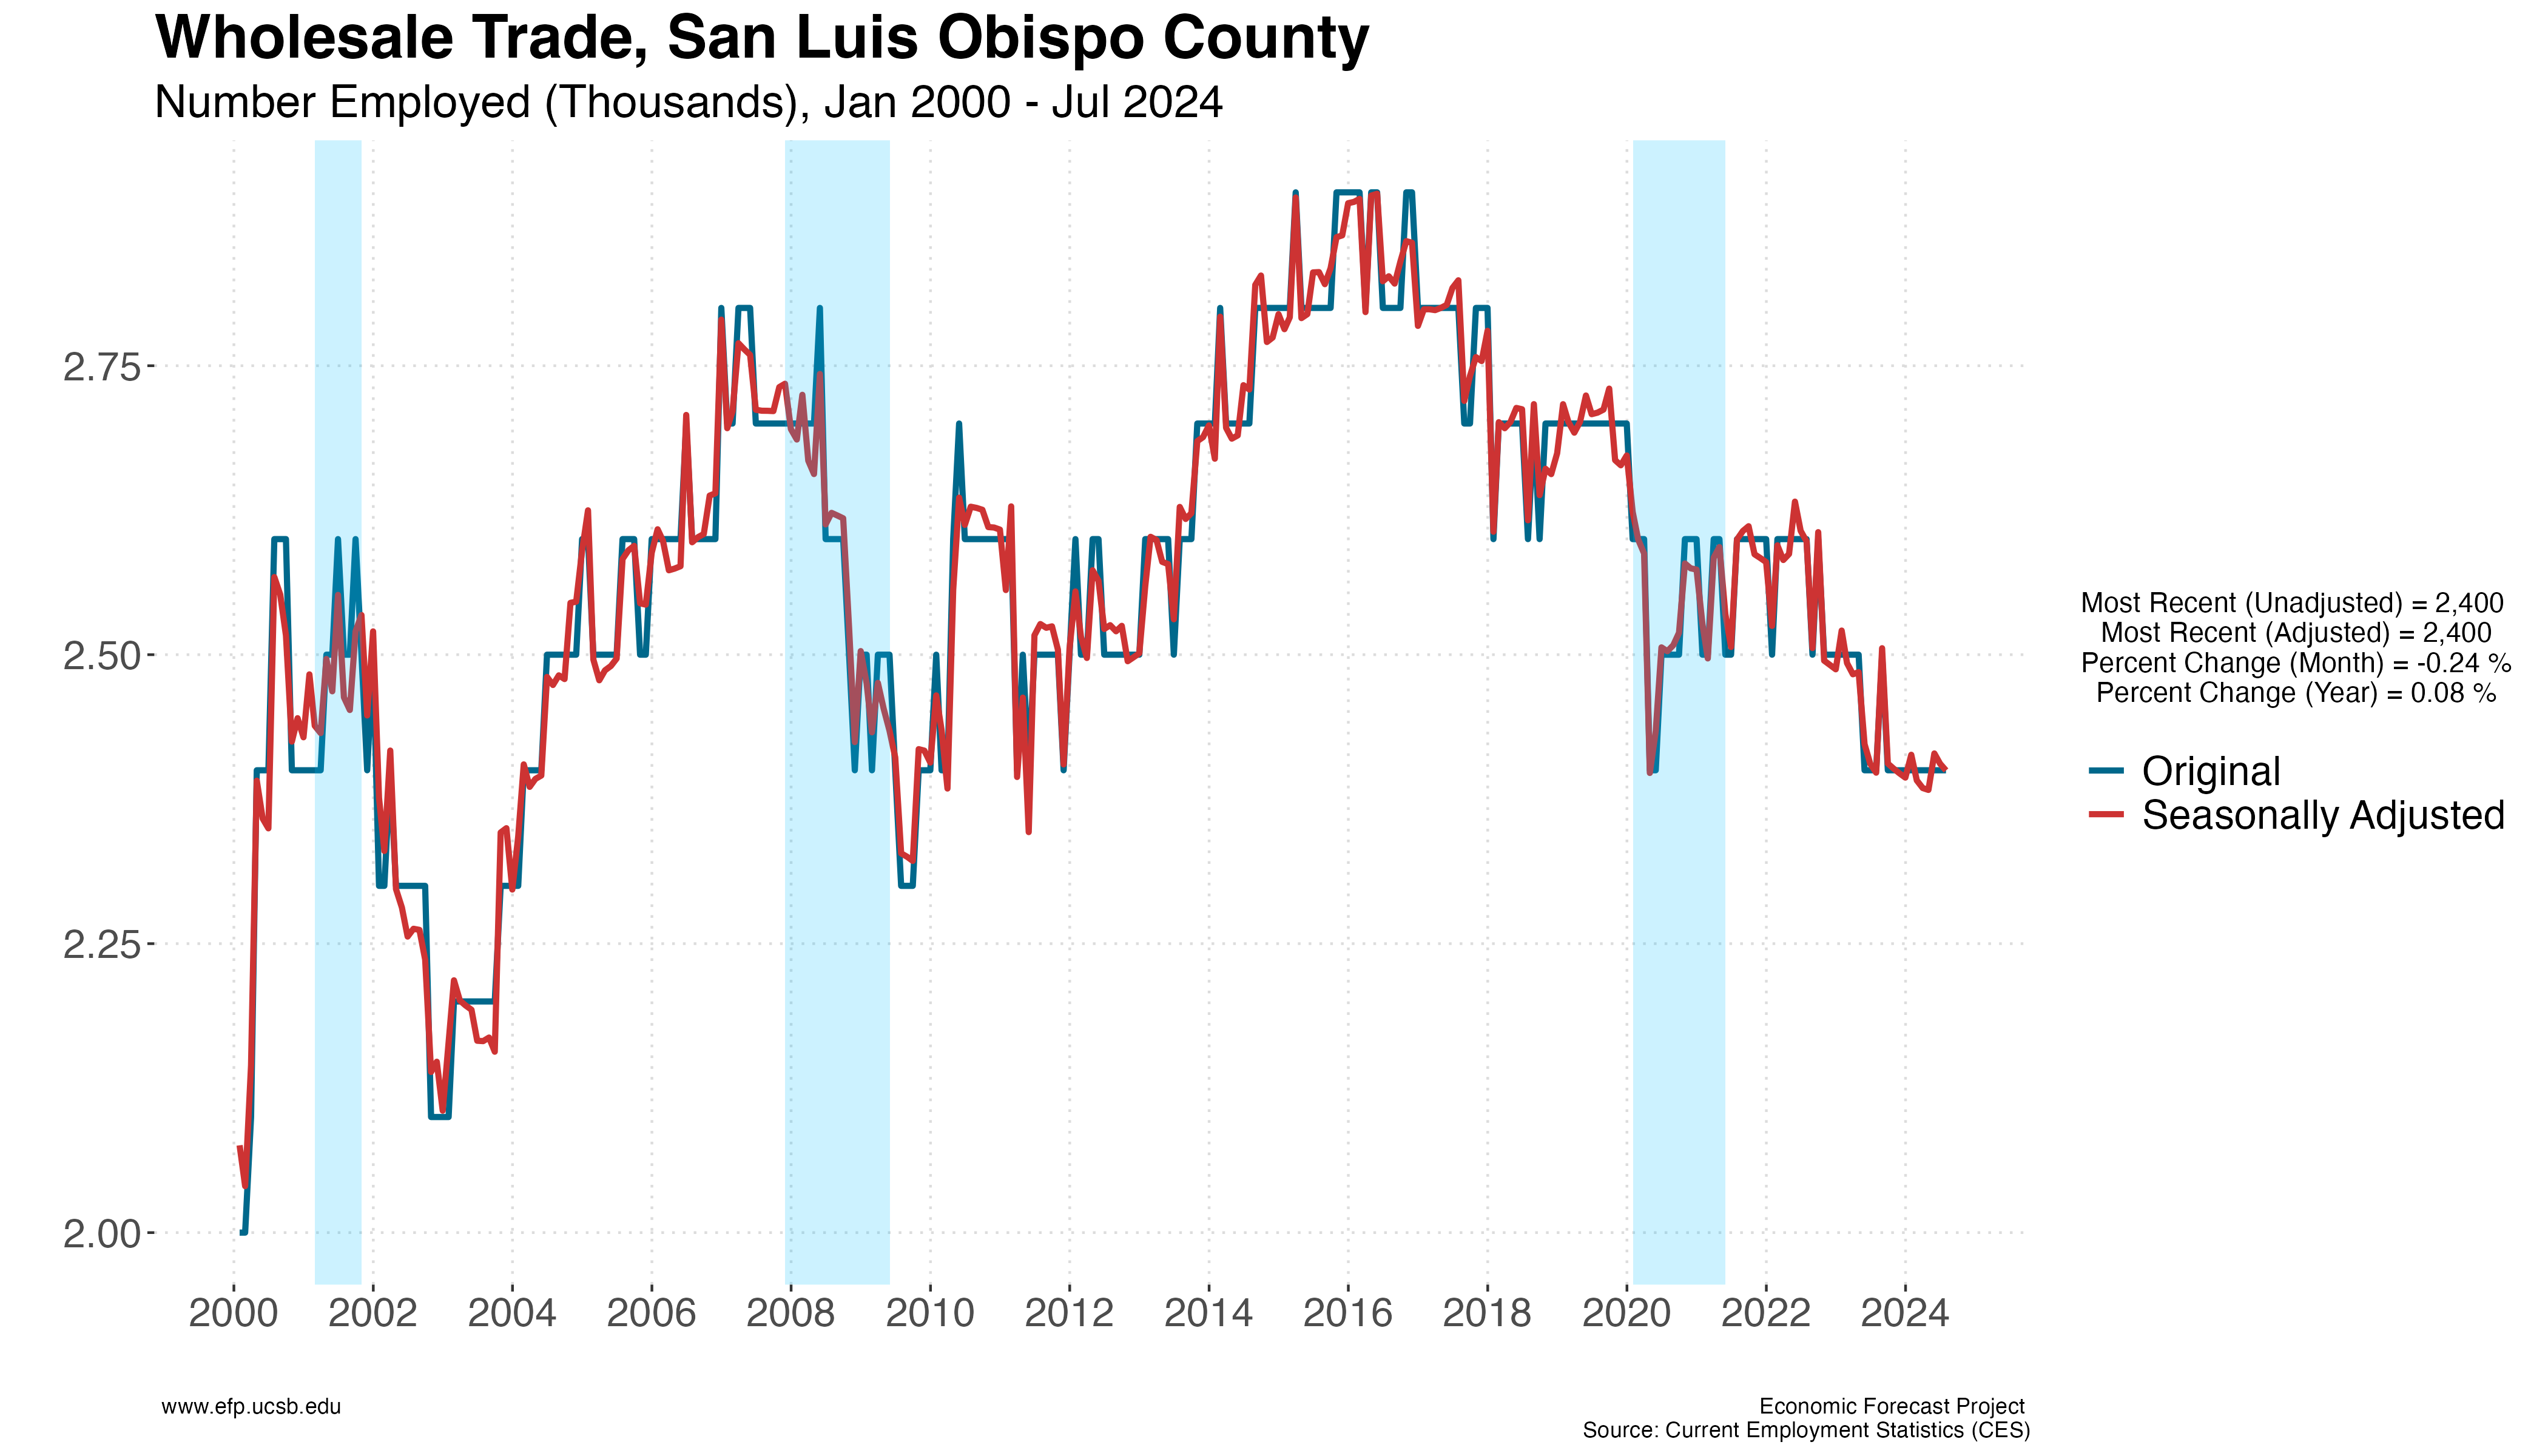 Wholesale Trade, San Luis Obispo County
Number Employed (Thousands), Jan 2000 - Jul 2024
2.75
2.50
2.25
2.00
2000 2002 2004 2006 2008 2010 2012 2014 2016 2018 2020 2022 2024
Most Recent (Unadjusted) = 2,400
Most Recent (Adjusted) = 2,400
Percent Change (Month) = -0.24 %
Percent Change (Year) = 0.08 %
Original
Seasonally Adjusted
www.efp.ucsb.edu
Economic Forecast Project
Source: Current Employment Statistics (CES)